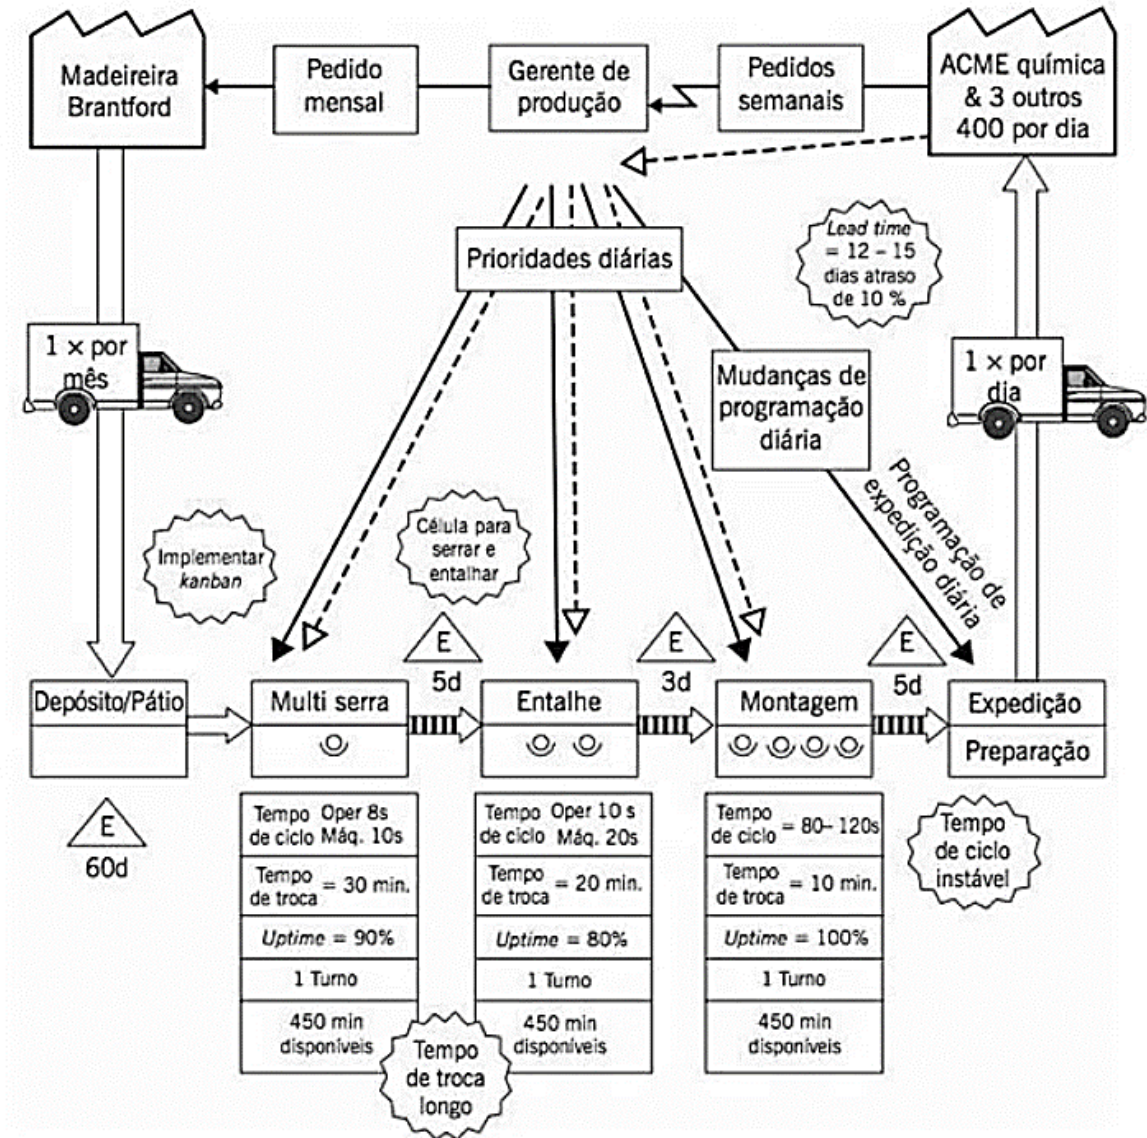 Madeireira
Brantford
Pedido
mensal
Gerente de
produção
Pedidos
semanais
ACME química
& 3 outros
400 por dia
Prioridades diárias
Lead time
= 12 – 15
dias atraso
de 10 %
1 × por
mês
Mudanças de
programação
diária
1 × por
dia
Programação de
expedição diária
Implementar
kanban
Célula para
serrar e
entalhar
E
5d
E
3d
E
5d
Depósito/Pátio
Multi serra
Entalhe
Montagem
Expedição
Preparação
E
60d
Tempo Oper 8s
de ciclo Máq. 10s
Tempo
de troca = 30 min.
Uptime = 90%
1 Turno
450 min
disponíveis
Tempo Oper 10 s
de ciclo Máq. 20s
Tempo
de troca = 20 min.
Uptime = 80%
1 Turno
450 min
disponíveis
Tempo
de ciclo = 80– 120s
Tempo
de troca = 10 min.
Uptime = 100%
1 Turno
450 min
disponíveis
Tempo
de ciclo
instável
Tempo
de troca
longo